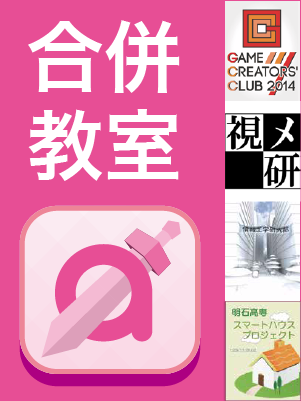 合併
教室
a
GAME
CREATORS'
CLUB 2014
視メ
研
情報工学研究部
明石高専
スマートハウス
プロジェクト